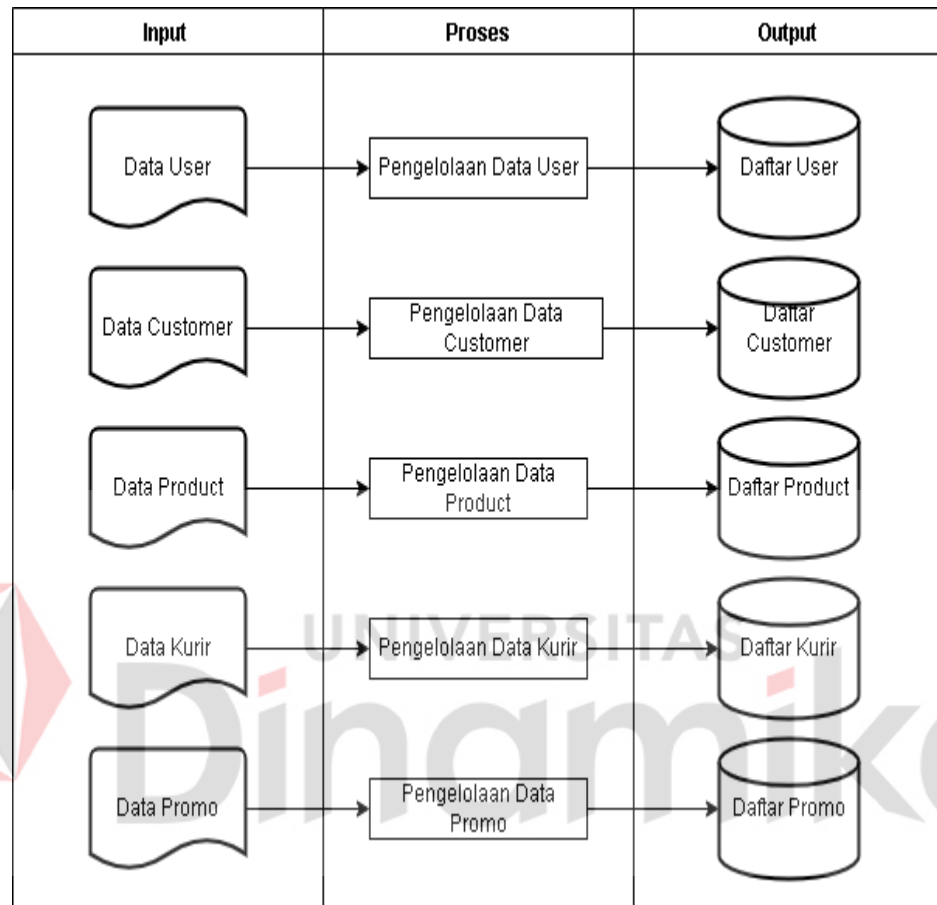 Input
Proses
Output
Data User
Pengelolaan Data User
Daftar User
Data Customer
Pengelolaan Data
Customer
Daftar
Customer
Data Product
Pengelolaan Data
Product
Daftar Product
Data Kurir
Pengelolaan Data Kurir
Daftar Kurir
Data Promo
Pengelolaan Data
Promo
Daftar Promo
UNIVERSITAS
Dinamika